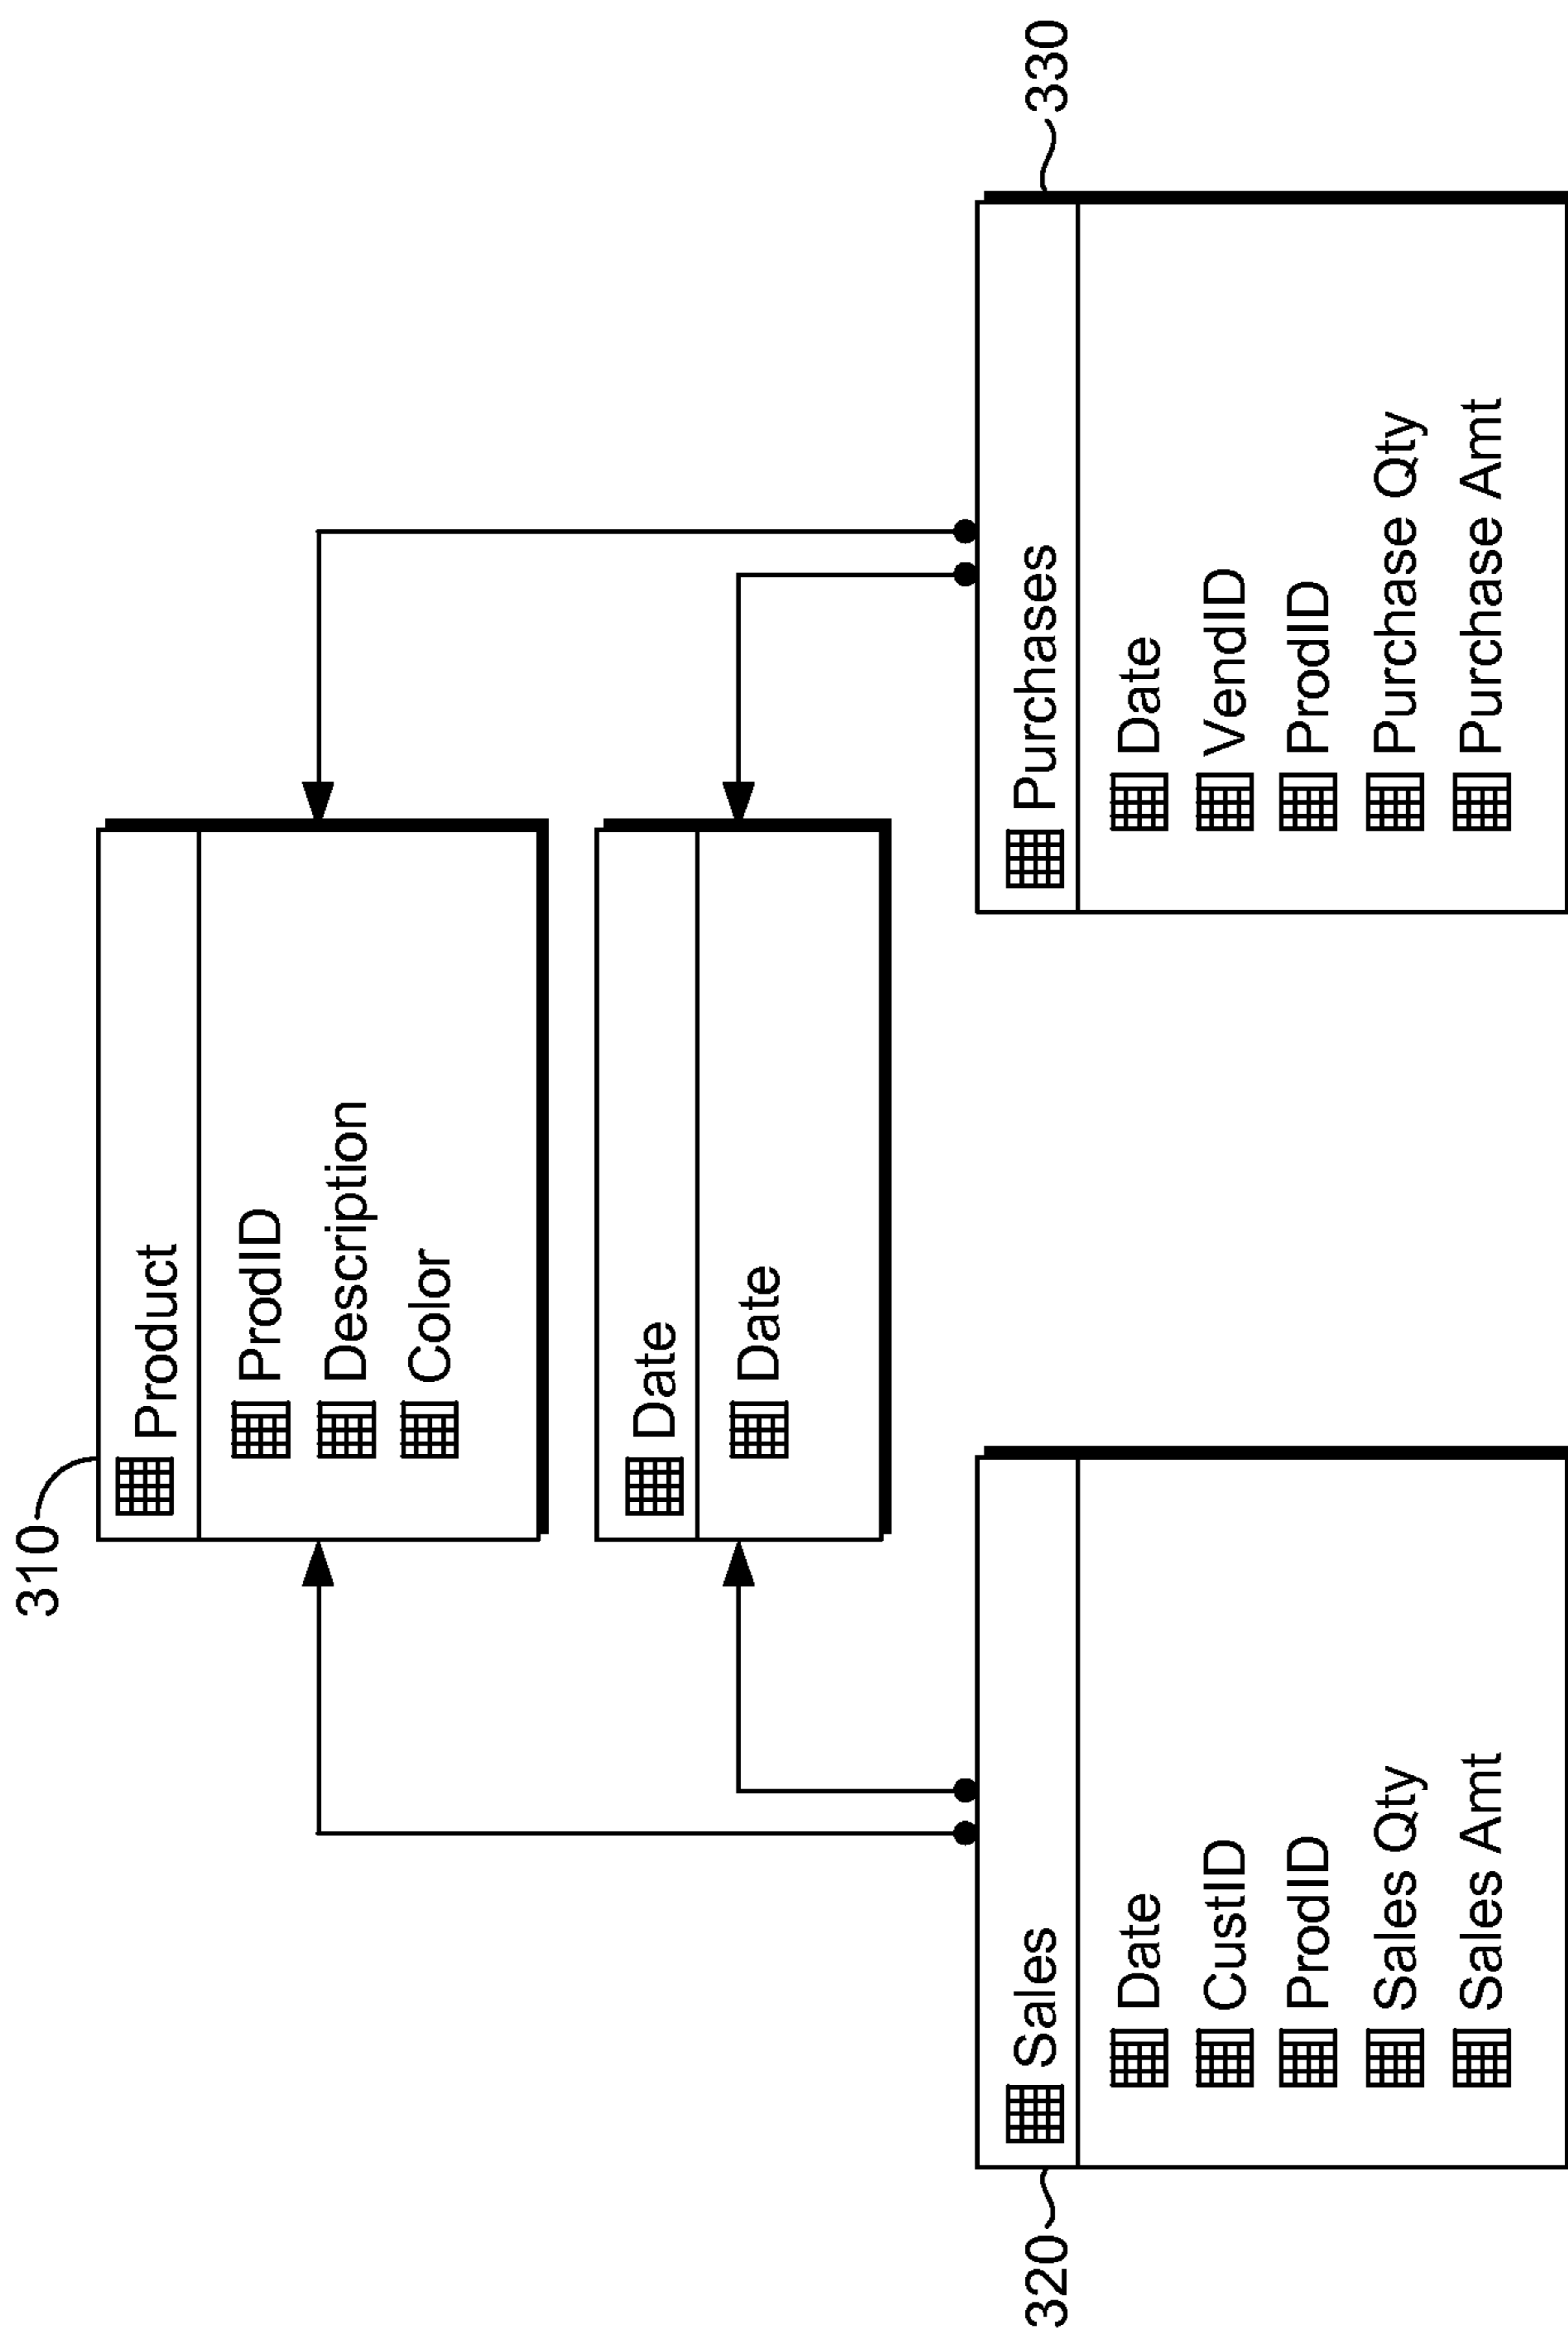 310
Product
ProdID
Description
Color
Date
Date
320
Sales
Date
CustID
ProdID
Sales Qty
Sales Amt
330
Purchases
Date
VendID
ProdID
Purchase Qty
Purchase Amt